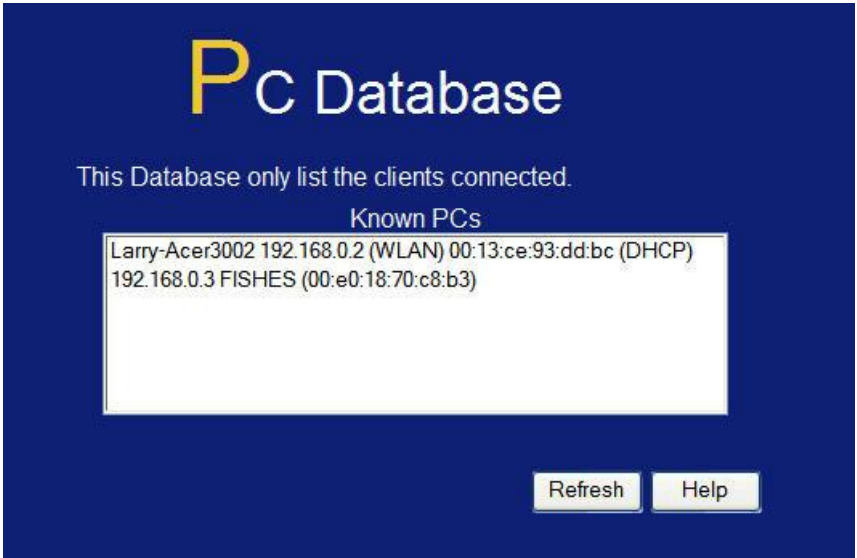 PC Database
This Database only list the clients connected.
Known PCs
Larry-Acer3002 192.168.0.2 (WLAN) 00:13:ce:93:dd:bc (DHCP)
192.168.0.3 FISHES (00:e0:18:70:c8:b3)
Refresh Help